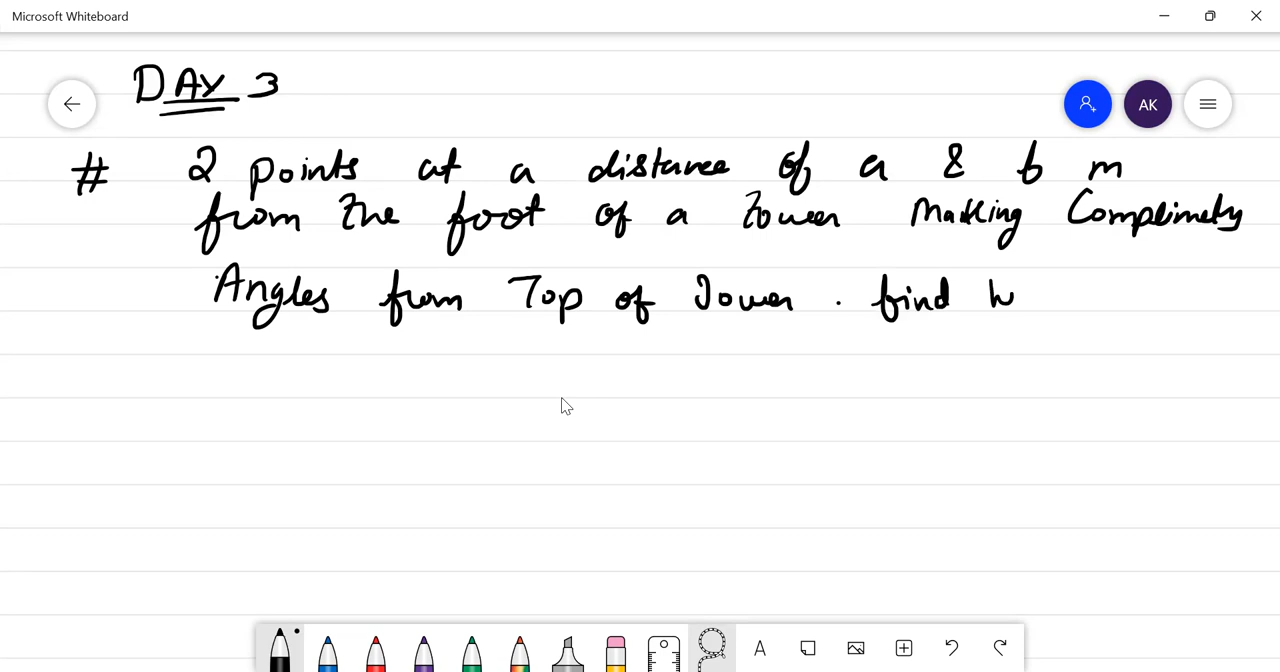 Microsoft Whiteboard
DAY 3
AK
# 2 points at a distance of a & b m
from the foot of a tower making Complimety
Angles from Top of Tower . find h
A